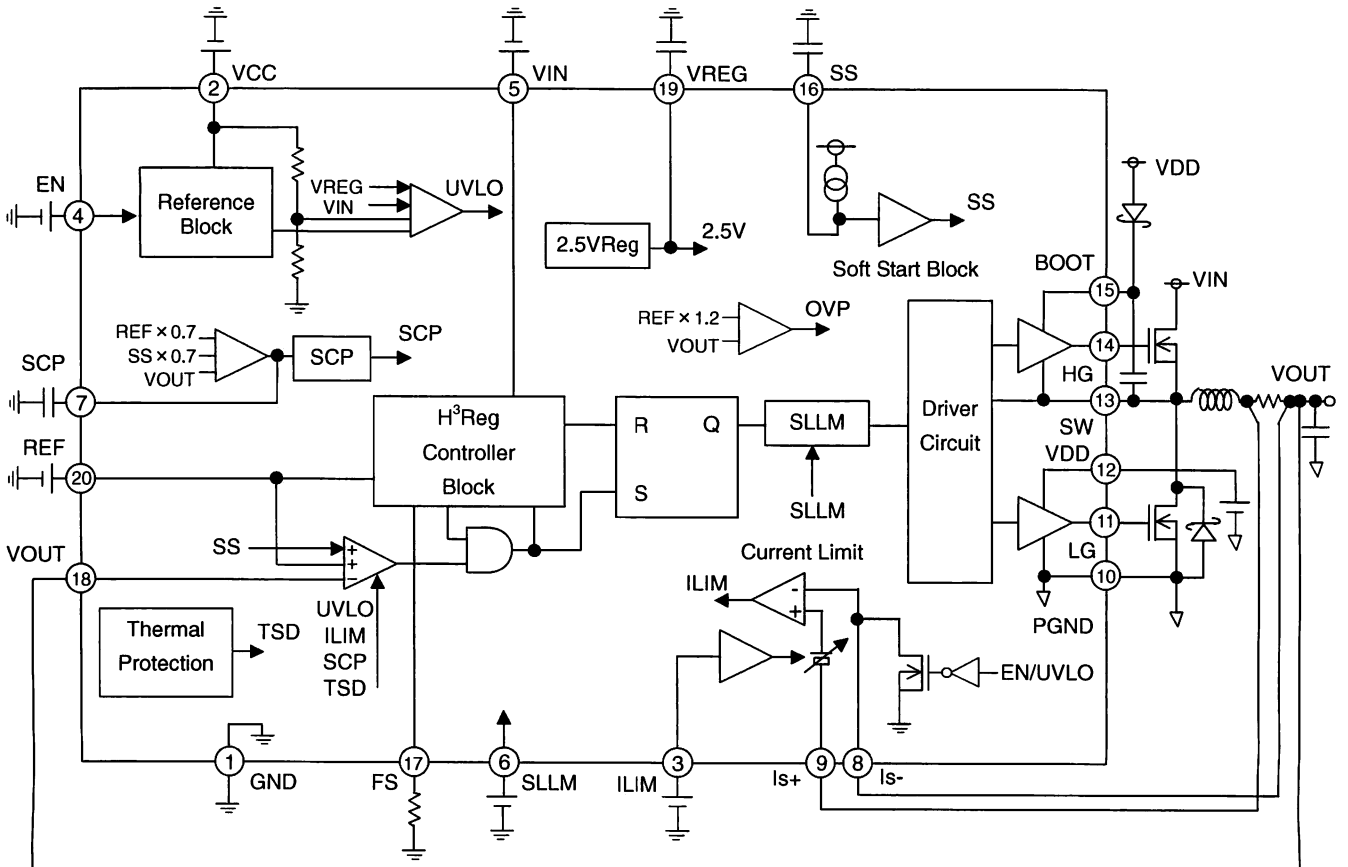 VCC
2
VIN
5
VREG
19
SS
16
EN
4
Reference
Block
VREG
VIN
UVLO
2.5VReg
2.5V
SS
Soft Start Block
VDD
BOOT
15
VIN
REF×0.7
SS×0.7
VOUT
SCP
SCP
SCP
7
REF×1.2
VOUT
OVP
14
HG
13
SW
VOUT
Driver
Circuit
H³Reg
Controller
Block
R
Q
S
SLLM
SLLM
REF
20
VDD
12
11
LG
10
PGND
VOUT
18
SS
+
+
−
UVLO
ILIM
SCP
TSD
Thermal
Protection
TSD
Current Limit
ILIM
-
+
EN/UVLO
1
GND
FS
17
6
SLLM
ILIM
3
Is+
9
8
Is-